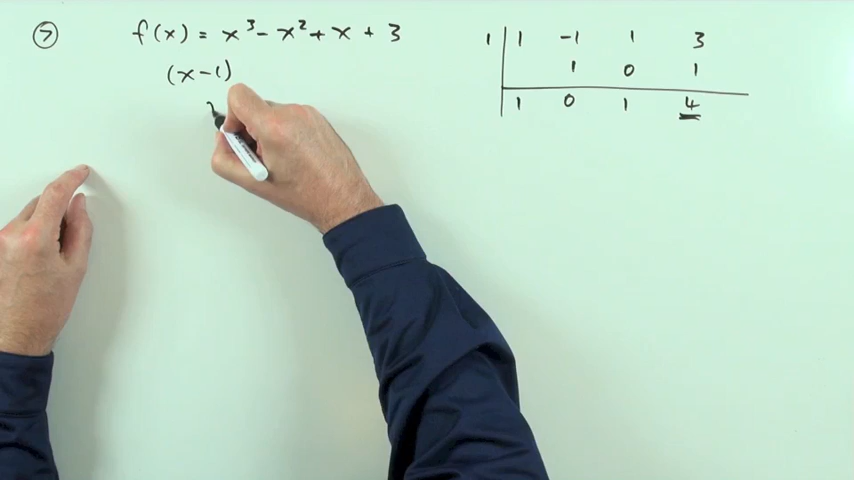 ⑦ f(x) = x³ - x² + x + 3
(x-1)
1 | 1 -1 1 3
1 0 1
1 0 1 4